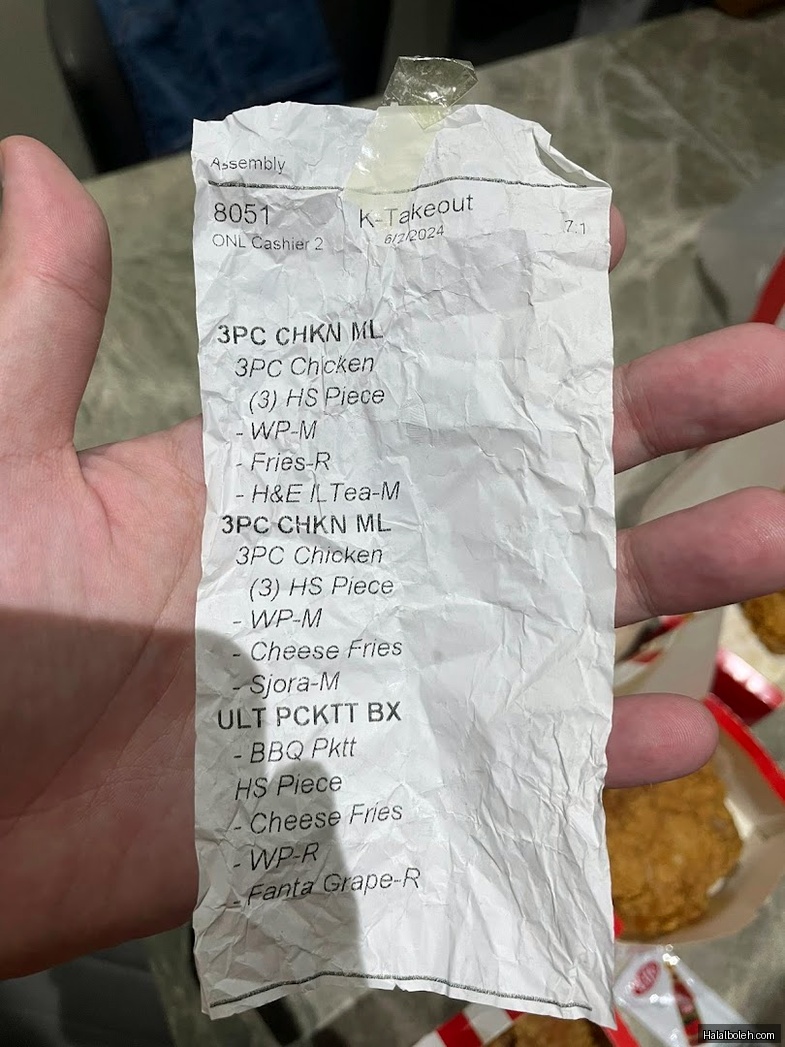 Assembly
8051 K-Takeout 7.1
ONL Cashier 2 6/2/2024
3PC CHKN ML
3PC Chicken
(3) HS Piece
- WP-M
- Fries-R
- H&E ILTea-M
3PC CHKN ML
3PC Chicken
(3) HS Piece
- WP-M
- Cheese Fries
- Sjora-M
ULT PCKTT BX
- BBQ Pktt
HS Piece
- Cheese Fries
- WP-R
- Fanta Grape-R
Halalboleh.com